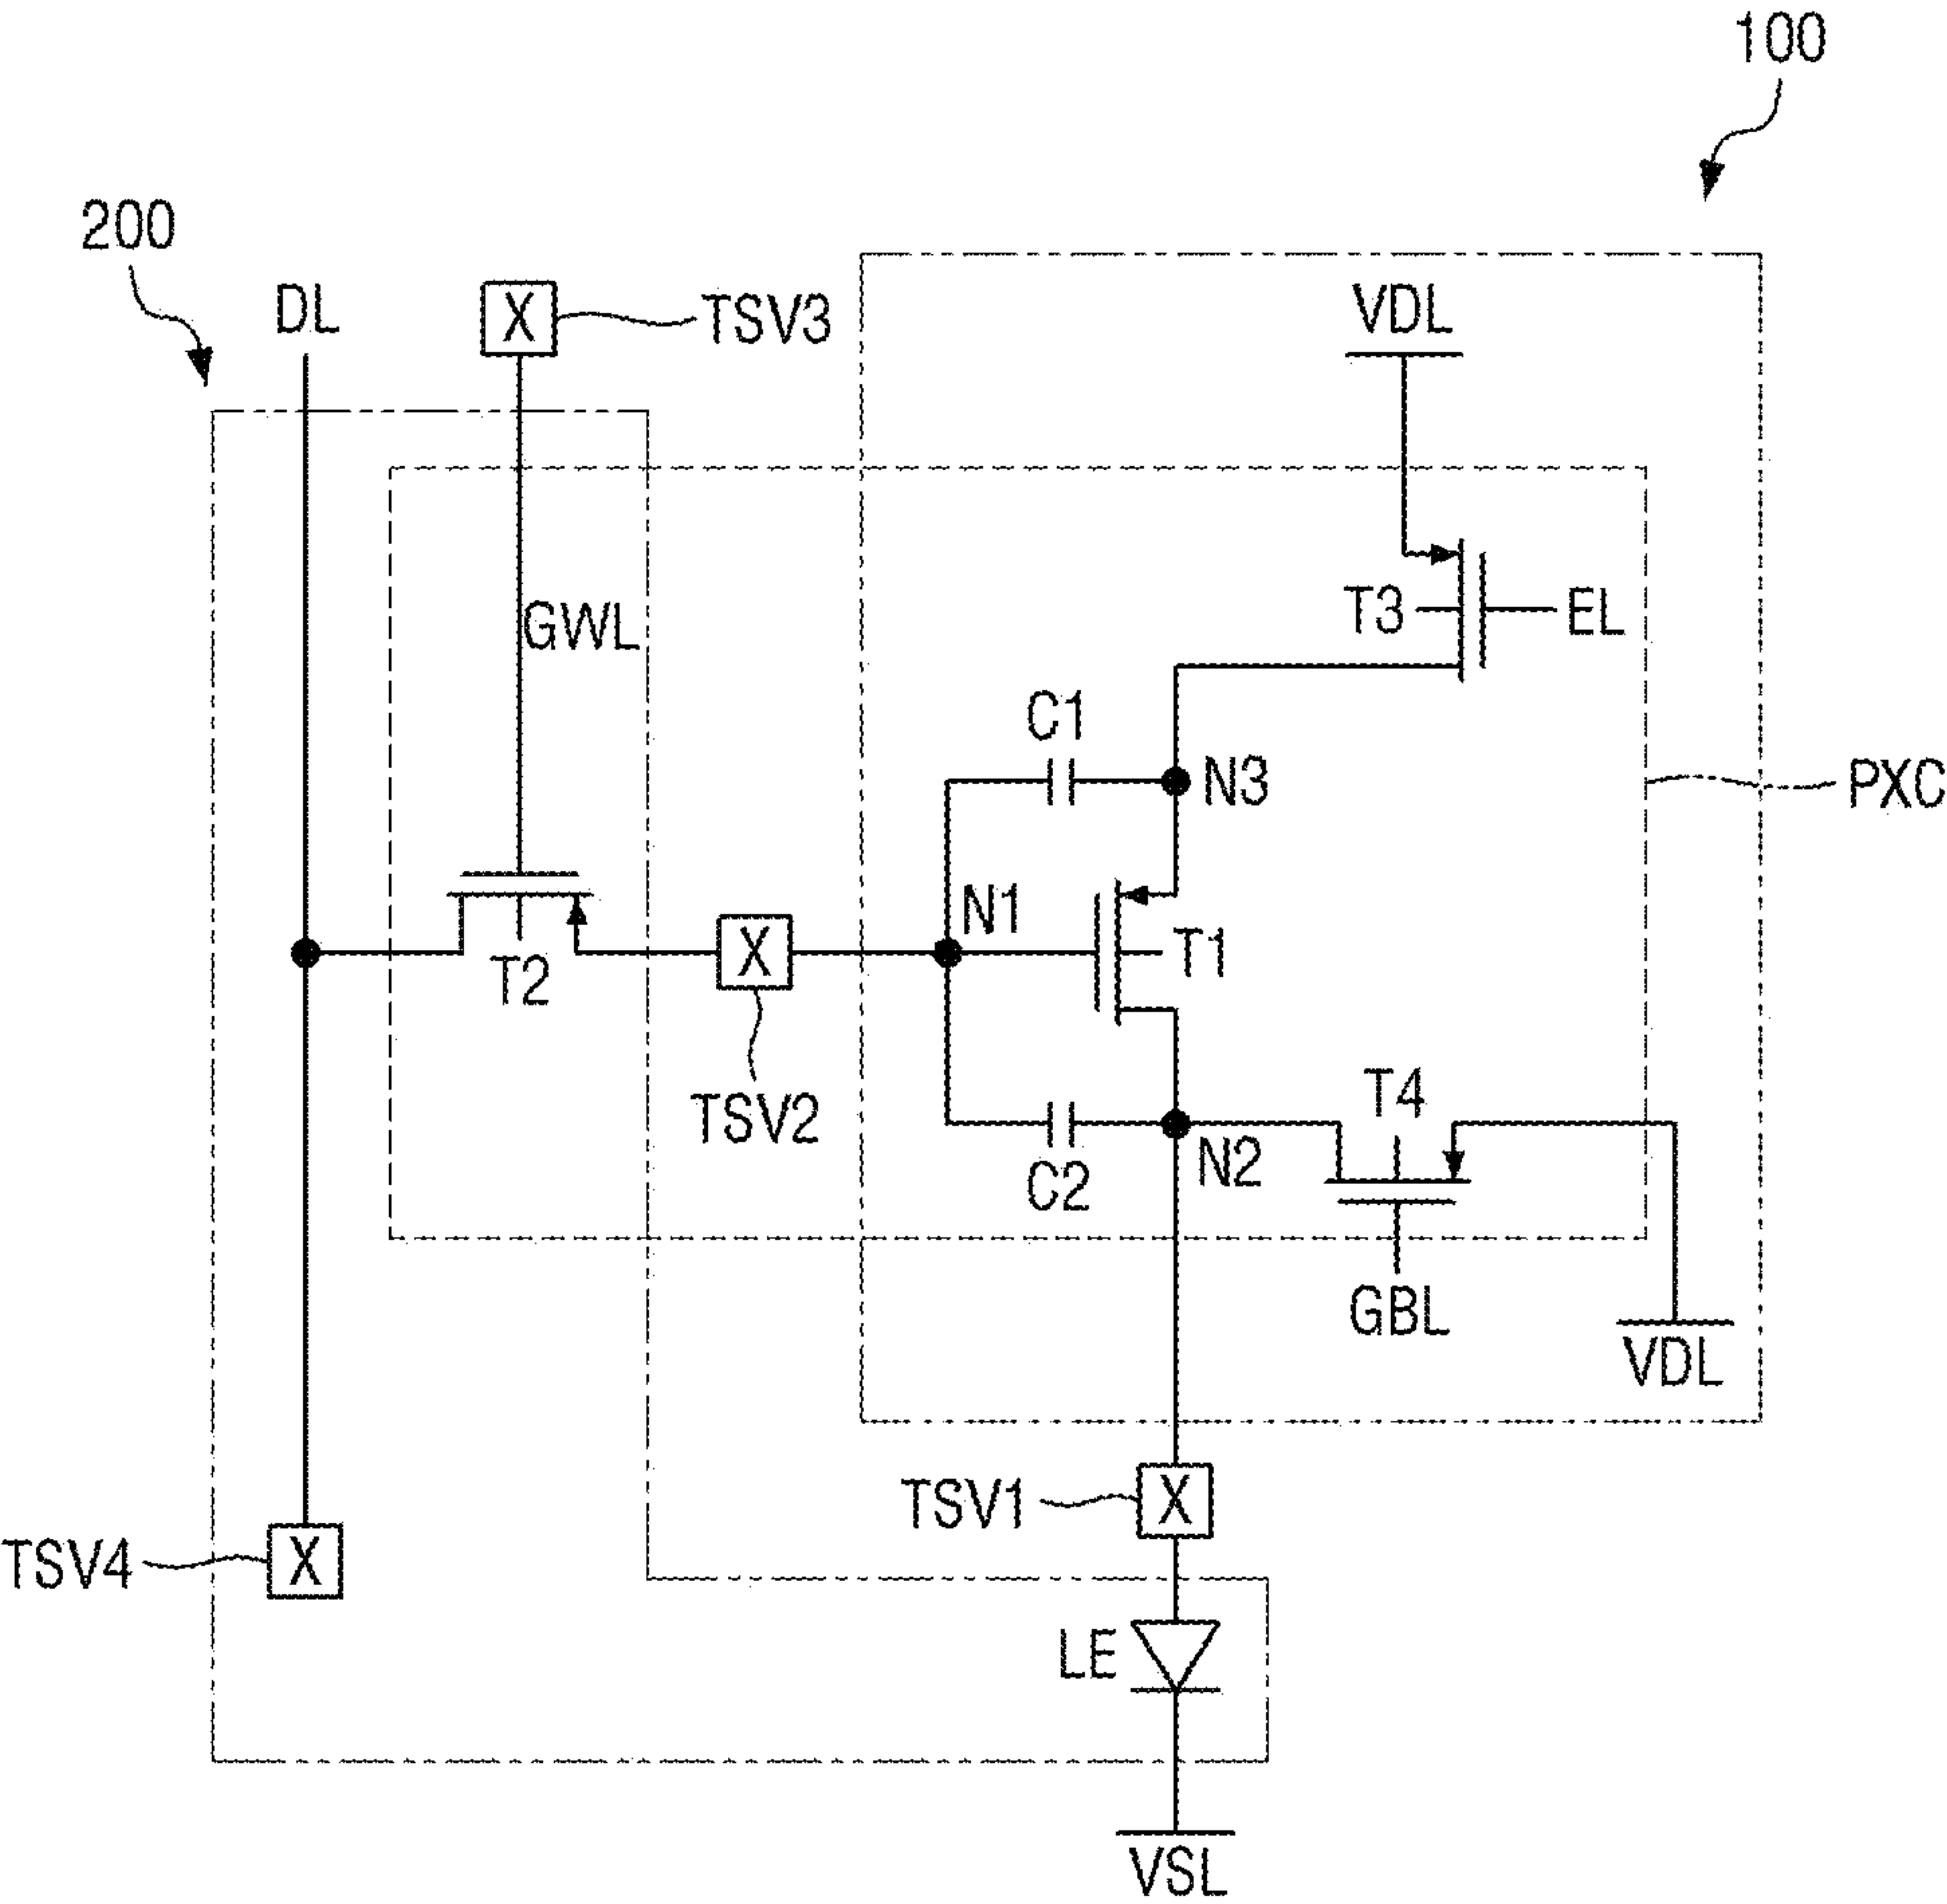 100
200
DL
X
TSV3
VDL
GWL
T3
EL
C1
N3
PXC
N1
T2
X
T1
TSV2
T4
C2
N2
GBL
VDL
TSV1
X
TSV4
X
LE
VSL